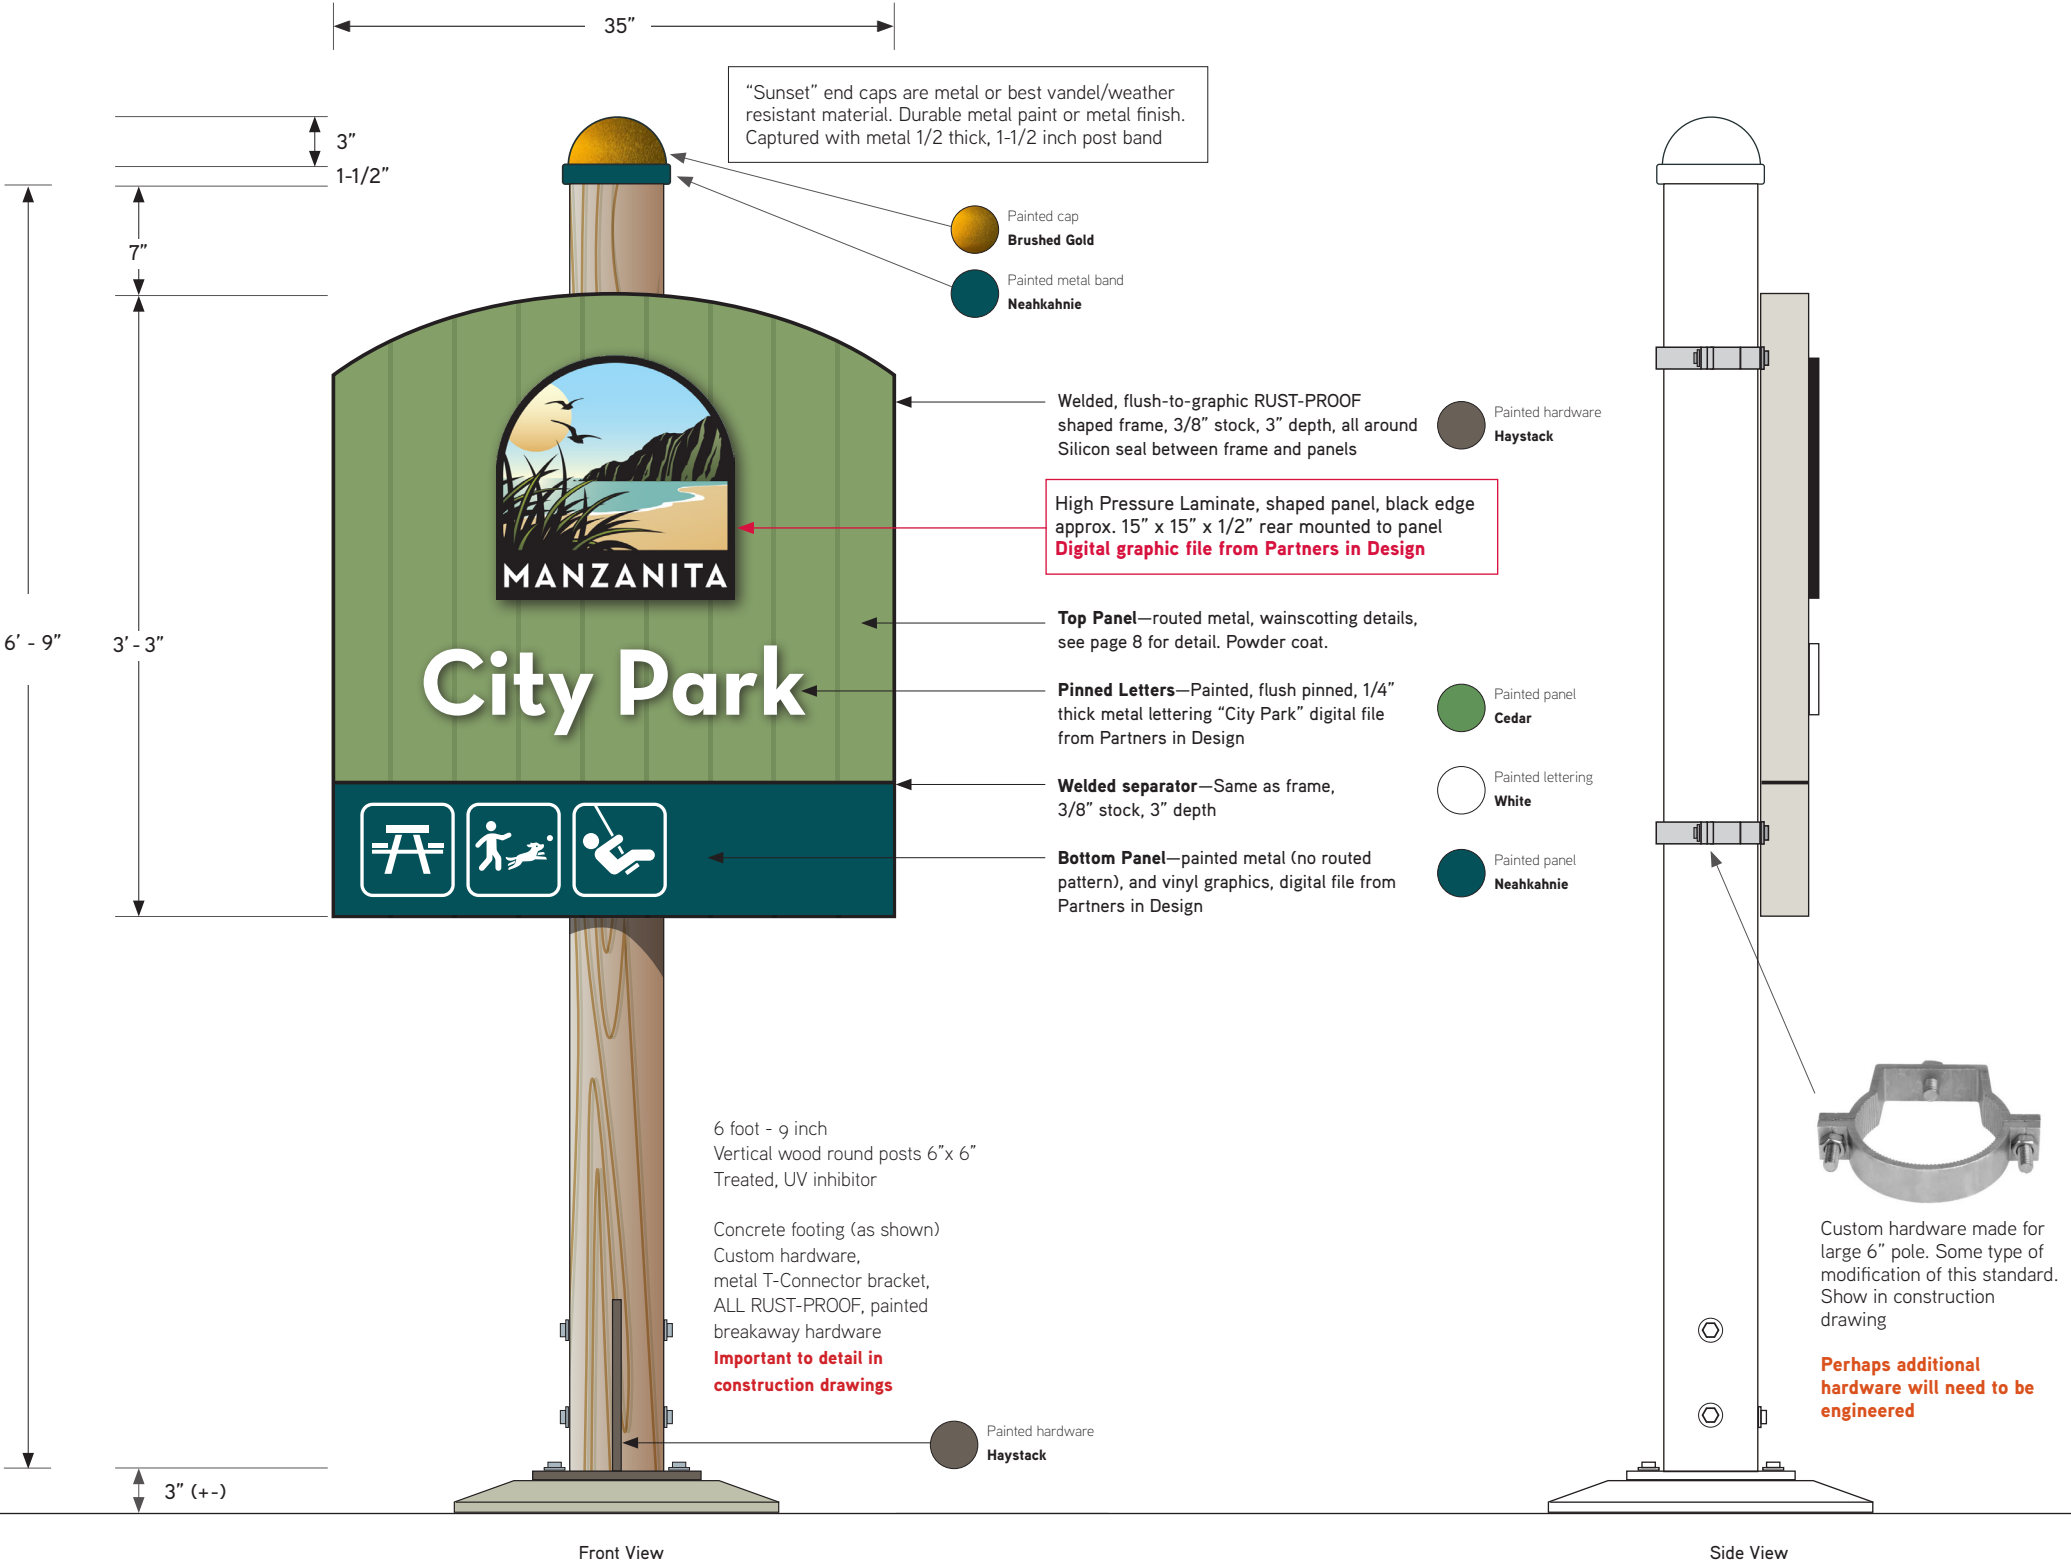 35”
“Sunset” end caps are metal or best vandel/weather
resistant material. Durable metal paint or metal finish.
Captured with metal 1/2 thick, 1-1/2 inch post band
3”
1-1/2”
7”
6’ - 9”
3’ - 3”
3” (+-)
Painted cap
Brushed Gold
Painted metal band
Neahkahnie
MANZANITA
City Park
Welded, flush-to-graphic RUST-PROOF
shaped frame, 3/8” stock, 3” depth, all around
Silicon seal between frame and panels
Painted hardware
Haystack
High Pressure Laminate, shaped panel, black edge
approx. 15” x 15” x 1/2” rear mounted to panel
Digital graphic file from Partners in Design
Top Panel—routed metal, wainscotting details,
see page 8 for detail. Powder coat.
Pinned Letters—Painted, flush pinned, 1/4”
thick metal lettering “City Park” digital file
from Partners in Design
Painted panel
Cedar
Welded separator—Same as frame,
3/8” stock, 3” depth
Painted lettering
White
Bottom Panel—painted metal (no routed
pattern), and vinyl graphics, digital file from
Partners in Design
Painted panel
Neahkahnie
6 foot - 9 inch
Vertical wood round posts 6”x 6”
Treated, UV inhibitor
Concrete footing (as shown)
Custom hardware,
metal T-Connector bracket,
ALL RUST-PROOF, painted
breakaway hardware
Important to detail in
construction drawings
Painted hardware
Haystack
Custom hardware made for
large 6” pole. Some type of
modification of this standard.
Show in construction
drawing
Perhaps additional
hardware will need to be
engineered
Front View
Side View